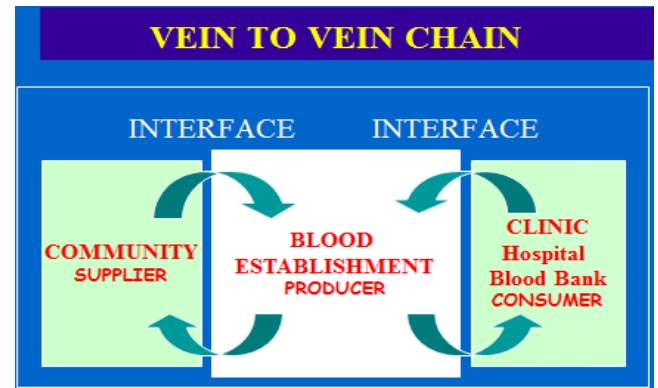 VEIN TO VEIN CHAIN
INTERFACE
INTERFACE
COMMUNITY
SUPPLIER
BLOOD
ESTABLISHMENT
PRODUCER
CLINIC
Hospital
Blood Bank
CONSUMER